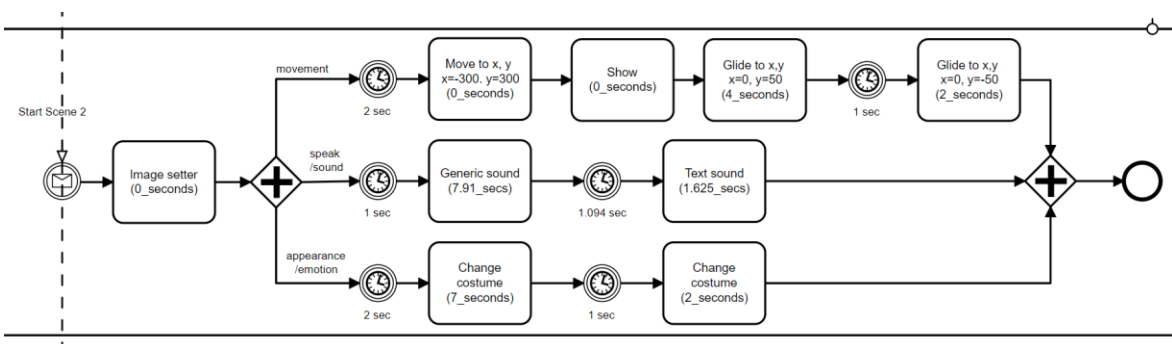 movement
2 sec
Move to x, y
x=-300. y=300
(0_seconds)
Show
(0_seconds)
Glide to x,y
x=0, y=50
(4_seconds)
1 sec
Glide to x,y
x=0, y=-50
(2_seconds)
Start Scene 2
Image setter
(0_seconds)
speak
/sound
1 sec
Generic sound
(7.91_secs)
1.094 sec
Text sound
(1.625_secs)
appearance
/emotion
2 sec
Change
costume
(7_seconds)
1 sec
Change
costume
(2_seconds)